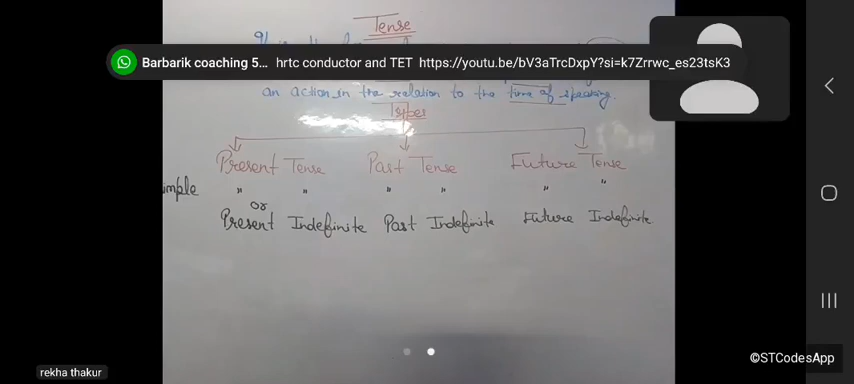 Tense
Barbarik coaching 5... hrtc conductor and TET https://youtu.be/bV3aTrcDxpY?si=k7Zrrwc_es23tsK3
an action in the realation to the time of speaking.
Types
Present Tense Past Tense Future Tense
imple " " " " " "
or
Present Indefinite Past Indefinite Future Indefinite
©STCodesApp
rekha thakur